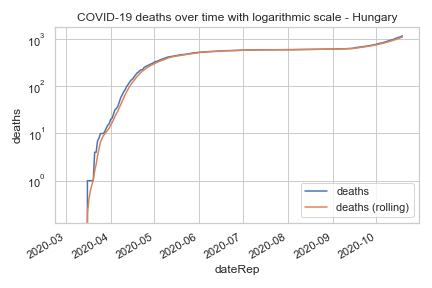 COVID-19 deaths over time with logarithmic scale - Hungary
10³
10²
10¹
10⁰
deaths
deaths
deaths (rolling)
2020-03
2020-04
2020-05
2020-06
2020-07
2020-08
2020-09
2020-10
dateRep